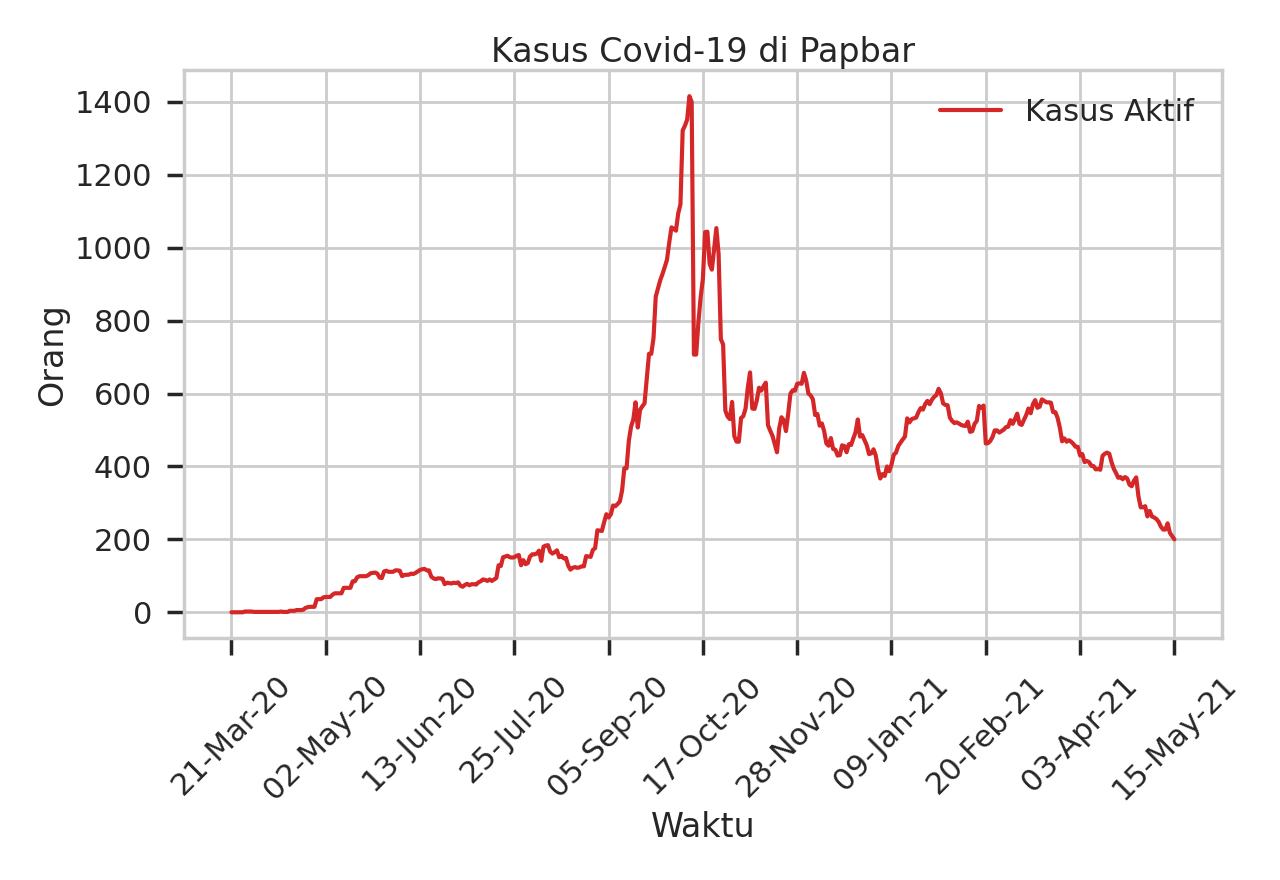 Kasus Covid-19 di Papbar
Kasus Aktif
Orang
1400
1200
1000
800
600
400
200
0
21-Mar-20
02-May-20
13-Jun-20
25-Jul-20
05-Sep-20
17-Oct-20
28-Nov-20
09-Jan-21
20-Feb-21
03-Apr-21
15-May-21
Waktu